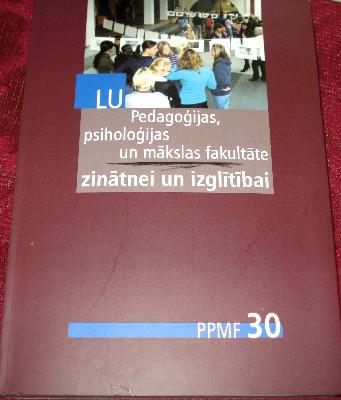 LU
Pedagoģijas,
psiholoģijas
un mākslas fakultāte
zinātnei un izglītībai
PPMF 30